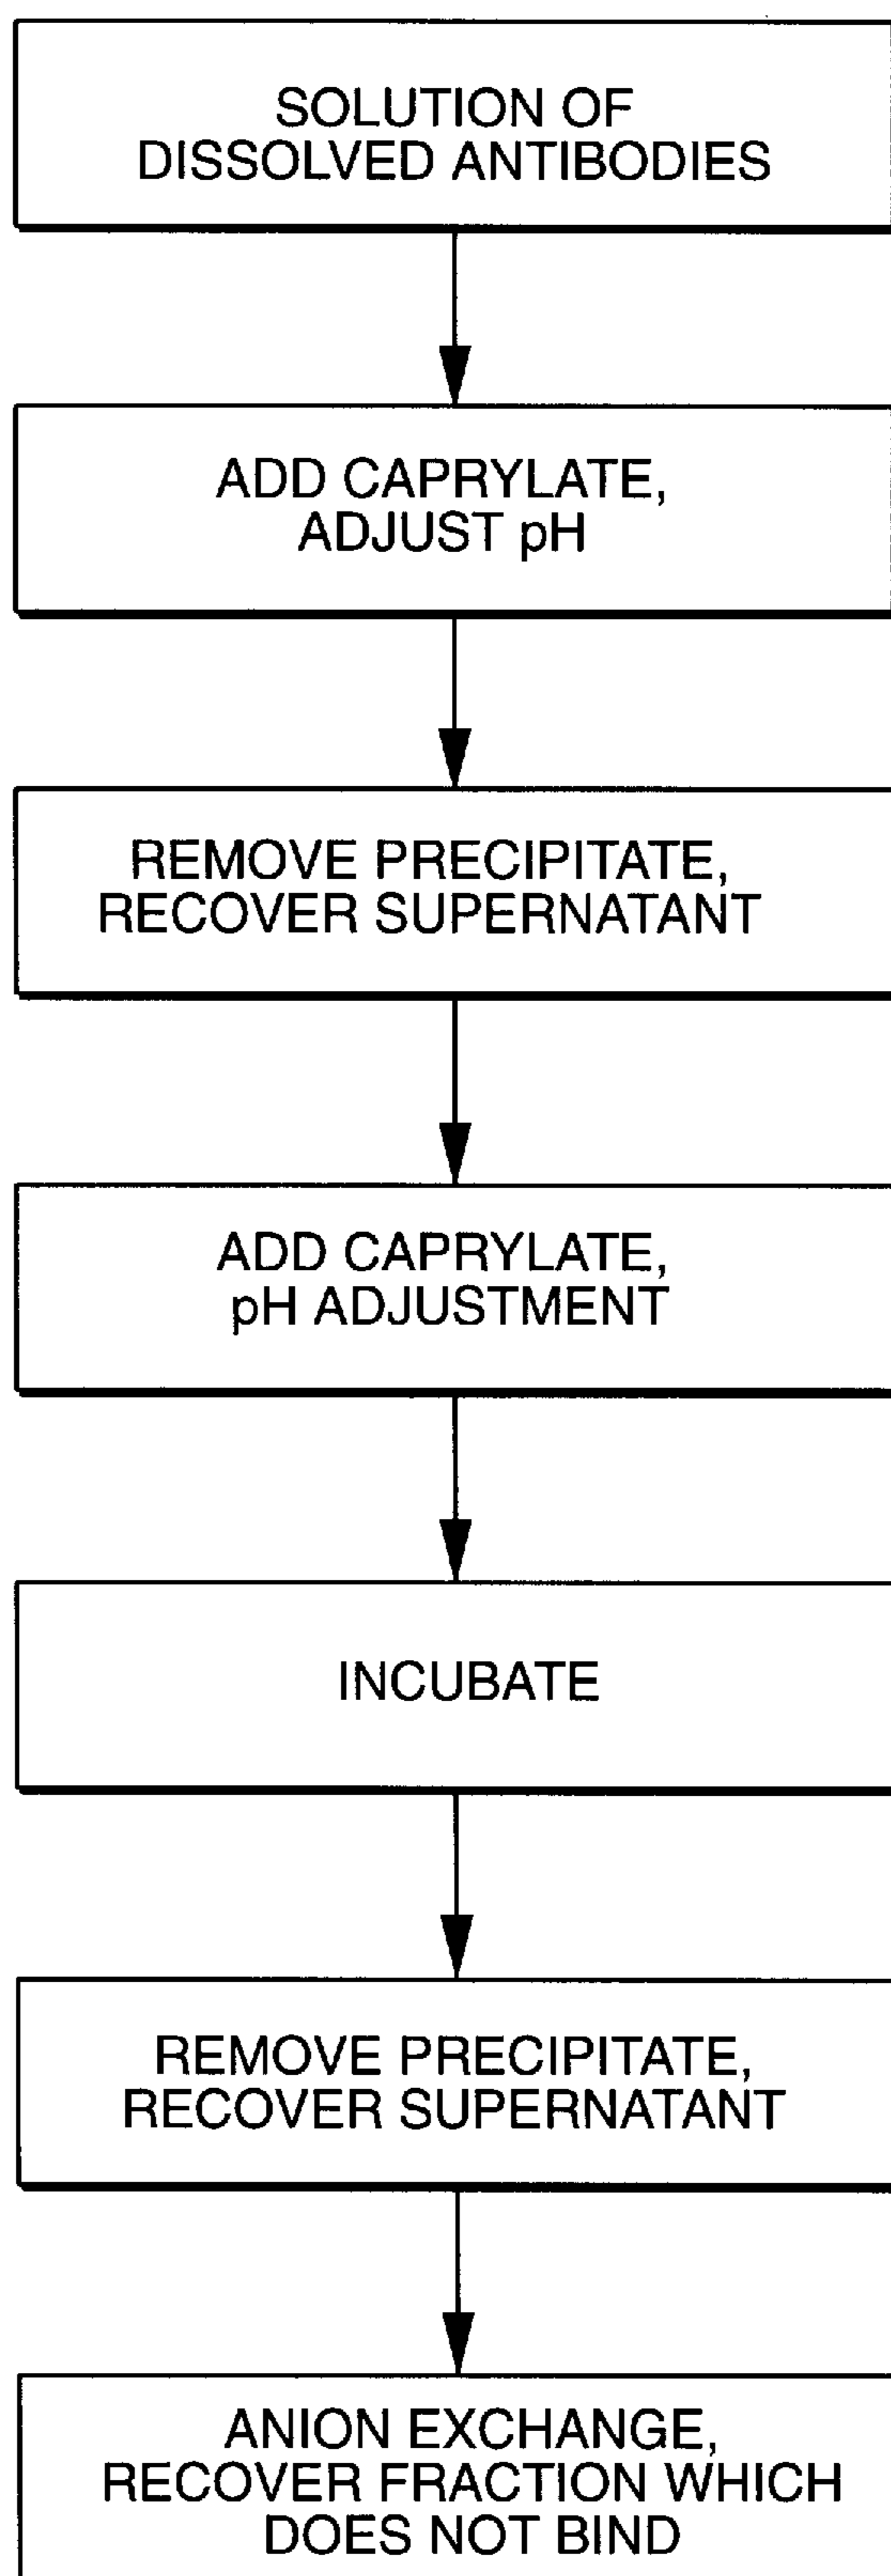 SOLUTION OF
DISSOLVED ANTIBODIES
ADD CAPRYLATE,
ADJUST pH
REMOVE PRECIPITATE,
RECOVER SUPERNATANT
ADD CAPRYLATE,
pH ADJUSTMENT
INCUBATE
REMOVE PRECIPITATE,
RECOVER SUPERNATANT
ANION EXCHANGE,
RECOVER FRACTION WHICH
DOES NOT BIND